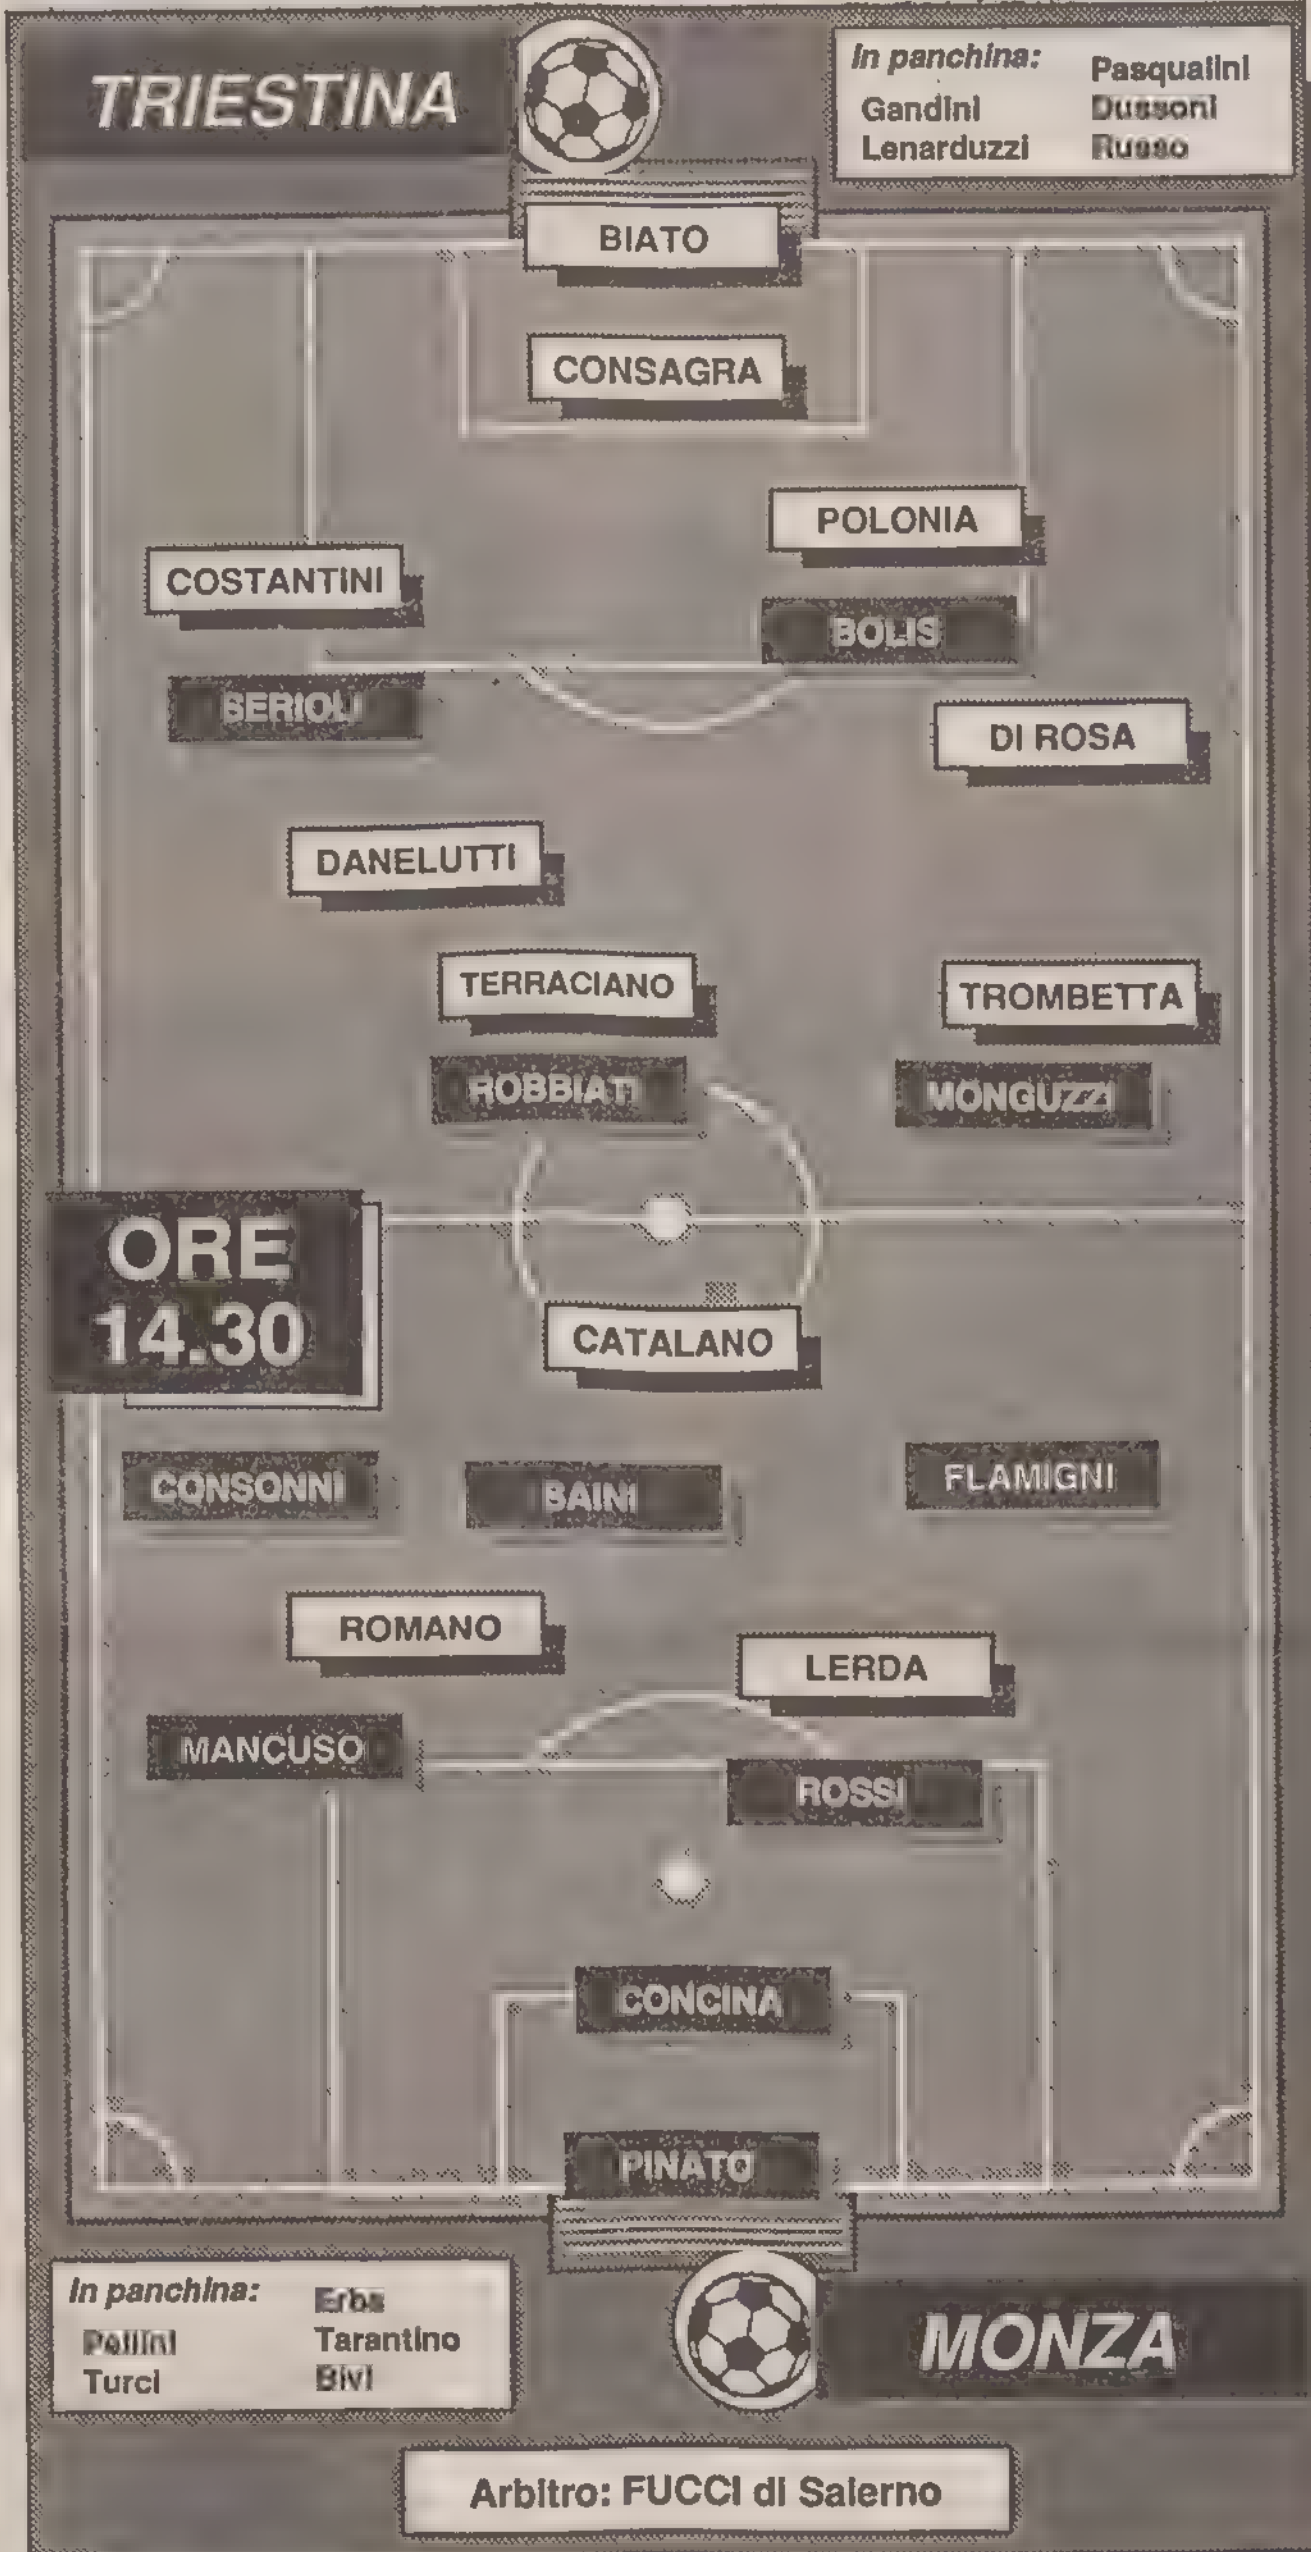 TRIESTINA
In panchina:
Pasqualini
Gandini
Dussoni
Lenarduzzi
Russo
BIATO
CONSAGRA
POLONIA
COSTANTINI
BOLIS
SERIOLI
DI ROSA
DANELUTTI
TERRACIANO
TROMBETTA
ROBBIATI
MONGUZZI
ORE
14.30
CATALANO
CONSONNI
BAINI
FLAMIGNI
ROMANO
LERDA
MANCUSO
ROSSI
CONCINA
PINATO
In panchina:
Erba
Pellini
Tarantino
Turci
Bivi
MONZA
Arbitro: FUCCI di Salerno